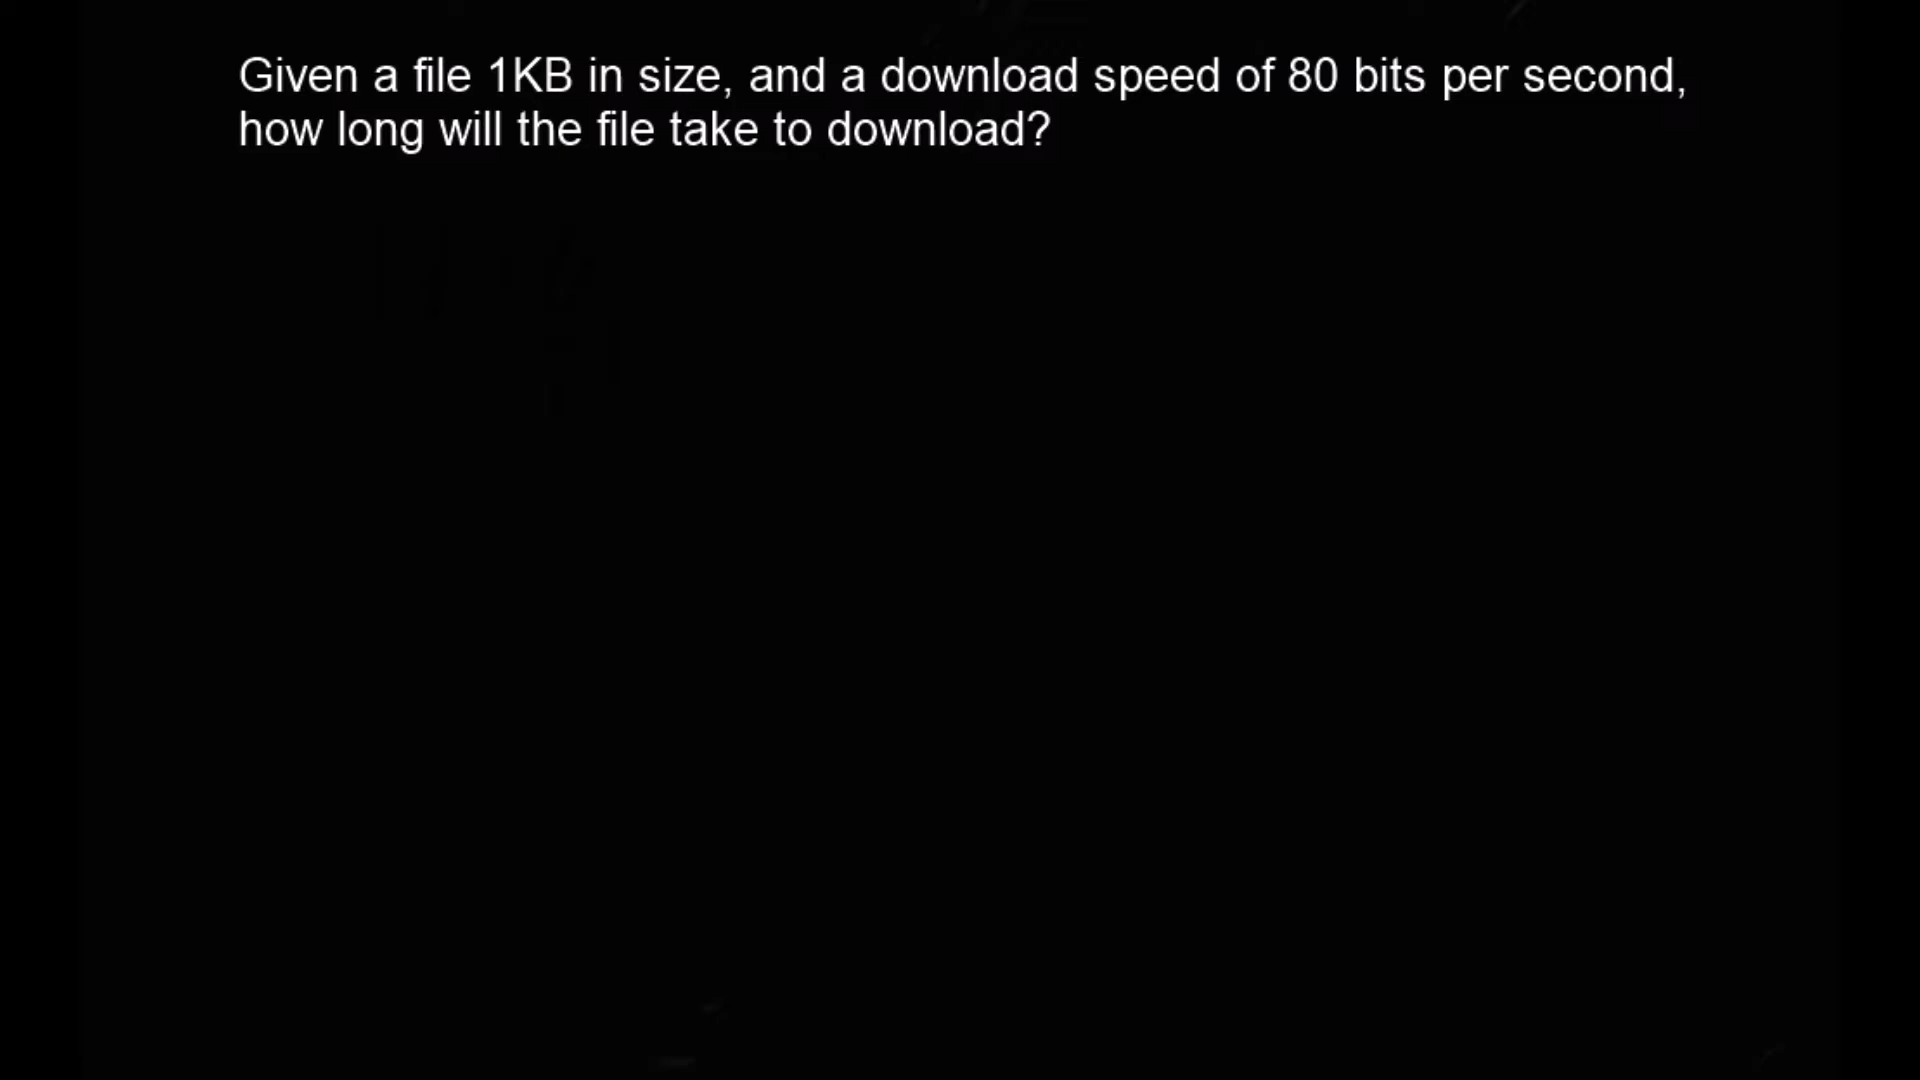 Given a file 1KB in size, and a download speed of 80 bits per second,
how long will the file take to download?